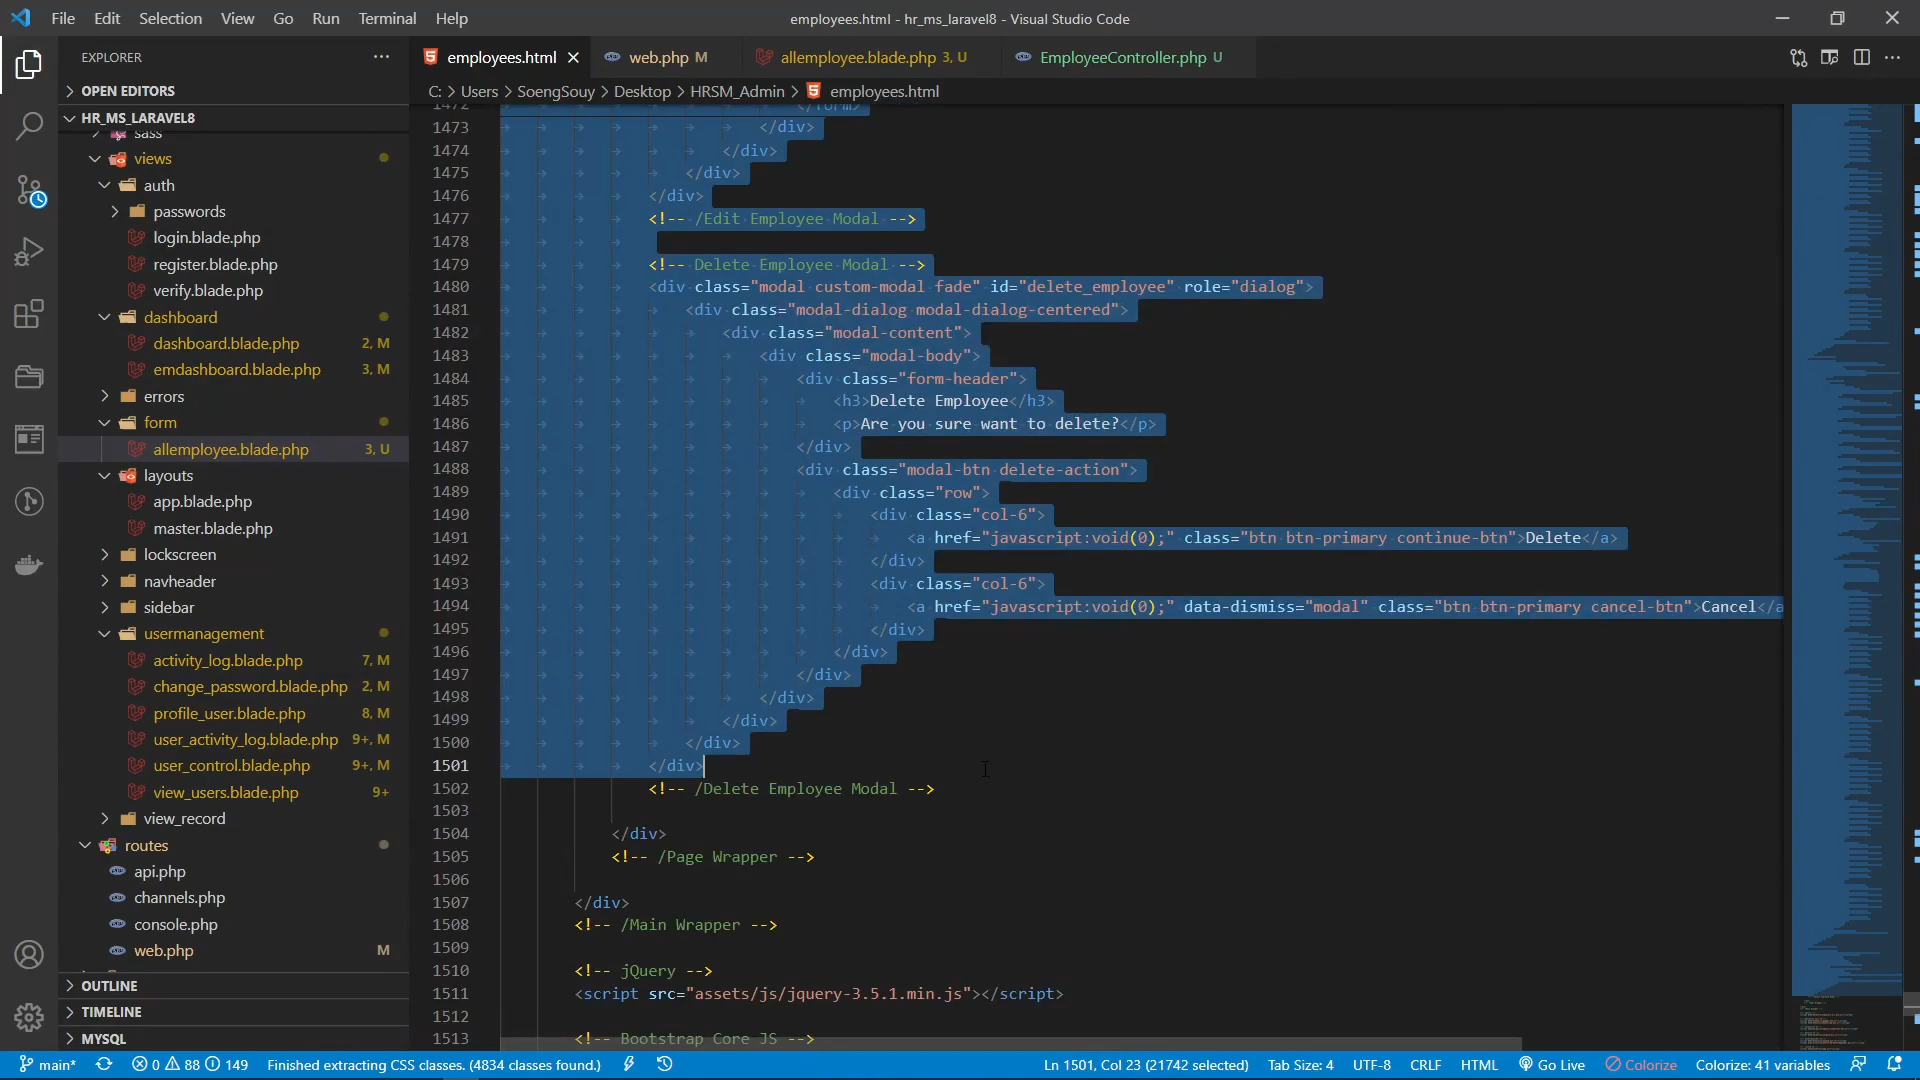 File Edit Selection View Go Run Terminal Help
employees.html - hr_ms_laravel8 - Visual Studio Code
EXPLORER
OPEN EDITORS
HR_MS_LARAVEL8
sass
views
auth
passwords
login.blade.php
register.blade.php
verify.blade.php
dashboard
dashboard.blade.php 2, M
emdashboard.blade.php 3, M
errors
form
allemployee.blade.php 3, U
layouts
app.blade.php
master.blade.php
lockscreen
navheader
sidebar
usermanagement
activity_log.blade.php 7, M
change_password.blade.php 2, M
profile_user.blade.php 8, M
user_activity_log.blade.php 9+, M
user_control.blade.php 9+, M
view_users.blade.php 9+
view_record
routes
api.php
channels.php
console.php
web.php M
OUTLINE
TIMELINE
MYSQL
employees.html web.php M allemployee.blade.php 3, U EmployeeController.php U
C: > Users > SoengSouy > Desktop > HRSM_Admin > employees.html
1472 </form>
1473 </div>
1474 </div>
1475 </div>
1476 </div>
1477 <!-- /Edit Employee Modal -->
1478
1479 <!-- Delete Employee Modal -->
1480 <div class="modal custom-modal fade" id="delete_employee" role="dialog">
1481 <div class="modal-dialog modal-dialog-centered">
1482 <div class="modal-content">
1483 <div class="modal-body">
1484 <div class="form-header">
1485 <h3>Delete Employee</h3>
1486 <p>Are you sure want to delete?</p>
1487 </div>
1488 <div class="modal-btn delete-action">
1489 <div class="row">
1490 <div class="col-6">
1491 <a href="javascript:void(0);" class="btn btn-primary continue-btn">Delete</a>
1492 </div>
1493 <div class="col-6">
1494 <a href="javascript:void(0);" data-dismiss="modal" class="btn btn-primary cancel-btn">Cancel</a
1495 </div>
1496 </div>
1497 </div>
1498 </div>
1499 </div>
1500 </div>
1501 </div>
1502 <!-- /Delete Employee Modal -->
1503
1504 </div>
1505 <!-- /Page Wrapper -->
1506
1507 </div>
1508 <!-- /Main Wrapper -->
1509
1510 <!-- jQuery -->
1511 <script src="assets/js/jquery-3.5.1.min.js"></script>
1512
1513 <!-- Bootstrap Core JS -->
main* 0 88 149 Finished extracting CSS classes. (4834 classes found.) Ln 1501, Col 23 (21742 selected) Tab Size: 4 UTF-8 CRLF HTML Go Live Colorize Colorize: 41 variables